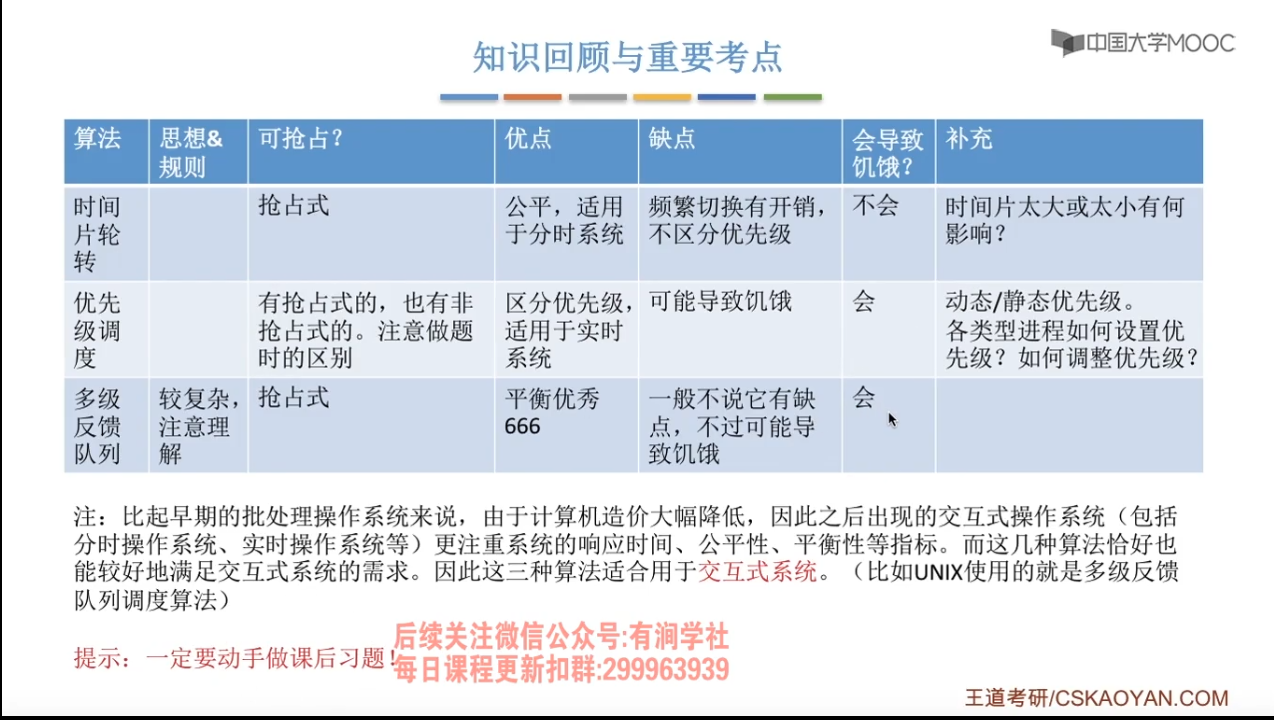 知识回顾与重要考点
中国大学MOOC
算法
思想&
规则
可抢占？
优点
缺点
会导致
饥饿？
补充
时间
片轮
转
抢占式
公平，适用
于分时系统
频繁切换有开销，
不区分优先级
不会
时间片太大或太小有何
影响？
优先
级调
度
有抢占式的，也有非
抢占式的。注意做题
时的区别
区分优先级，
适用于实时
系统
可能导致饥饿
会
动态/静态优先级。
各类型进程如何设置优
先级？如何调整优先级？
多级
反馈
队列
较复杂，
注意理
解
抢占式
平衡优秀
666
一般不说它有缺
点，不过可能导
致饥饿
会
注：比起早期的批处理操作系统来说，由于计算机造价大幅降低，因此之后出现的交互式操作系统（包括
分时操作系统、实时操作系统等）更注重系统的响应时间、公平性、平衡性等指标。而这几种算法恰好也
能较好地满足交互式系统的需求。因此这三种算法适合用于交互式系统。（比如UNIX使用的就是多级反馈
队列调度算法）
提示：一定要动手做课后习题！
后续关注微信公众号:有涧学社
每日课程更新扣群:299963939
王道考研/CSKAOYAN.COM